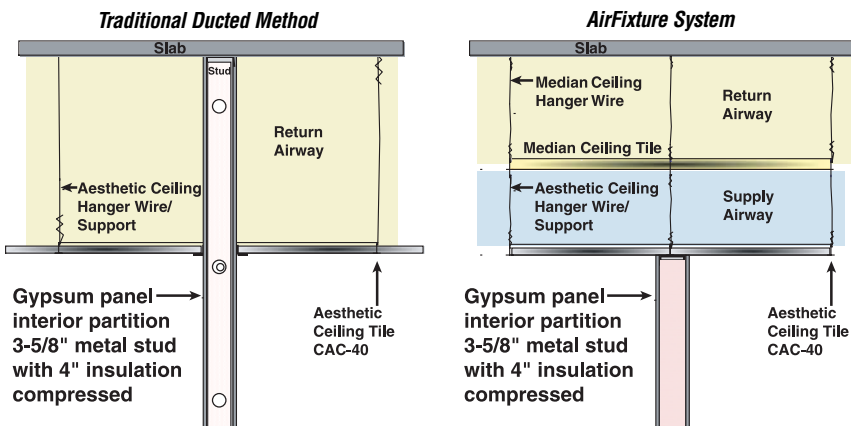 Traditional Ducted Method
Slab
Stud
Return
Airway
Aesthetic Ceiling
Hanger Wire/
Support
Gypsum panel
interior partition
3-5/8" metal stud
with 4" insulation
compressed
Aesthetic
Ceiling Tile
CAC-40
AirFixture System
Slab
Median Ceiling
Hanger Wire
Return
Airway
Median Ceiling Tile
Aesthetic Ceiling
Hanger Wire/
Support
Supply
Airway
Gypsum panel
interior partition
3-5/8" metal stud
with 4" insulation
compressed
Aesthetic
Ceiling Tile
CAC-40